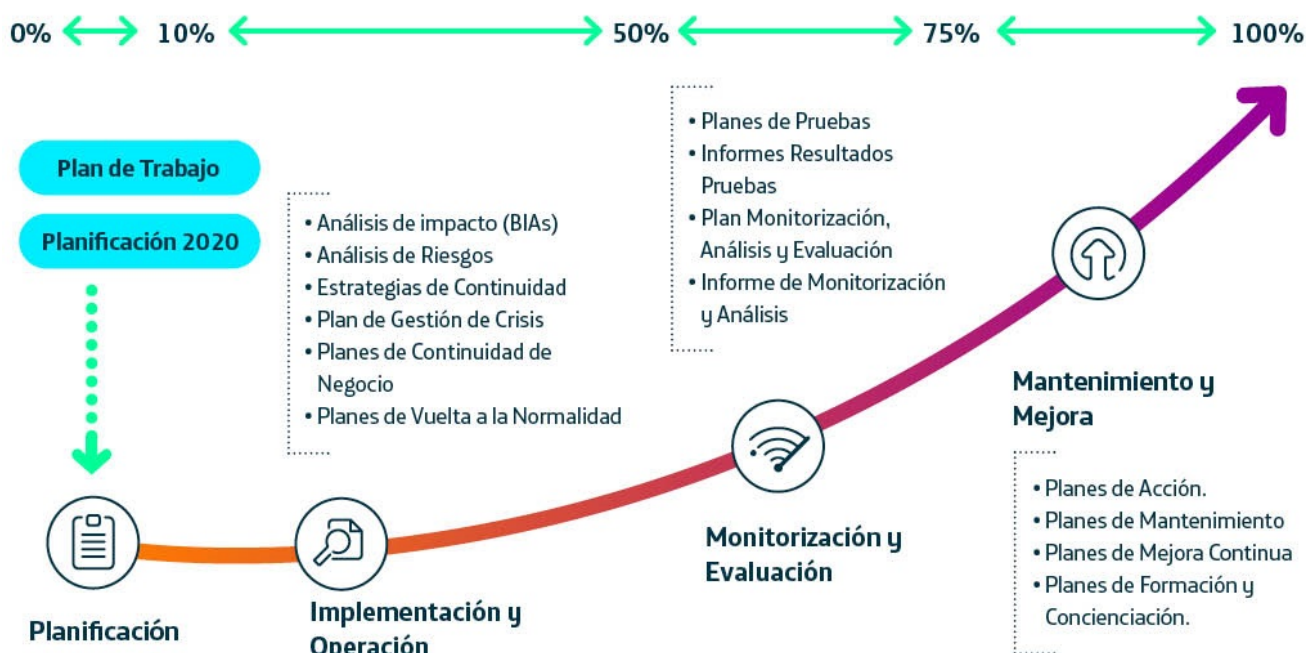 0% 10% 50% 75% 100%
Plan de Trabajo
Planificación 2020
• Análisis de impacto (BIAs)
• Análisis de Riesgos
• Estrategias de Continuidad
• Plan de Gestión de Crisis
• Planes de Continuidad de
Negocio
• Planes de Vuelta a la Normalidad
• Planes de Pruebas
• Informes Resultados
Pruebas
• Plan Monitorización,
Análisis y Evaluación
• Informe de Monitorización
y Análisis
Planificación
Implementación y
Operación
Monitorización y
Evaluación
Mantenimiento y
Mejora
• Planes de Acción.
• Planes de Mantenimiento
• Planes de Mejora Continua
• Planes de Formación y
Concienciación.